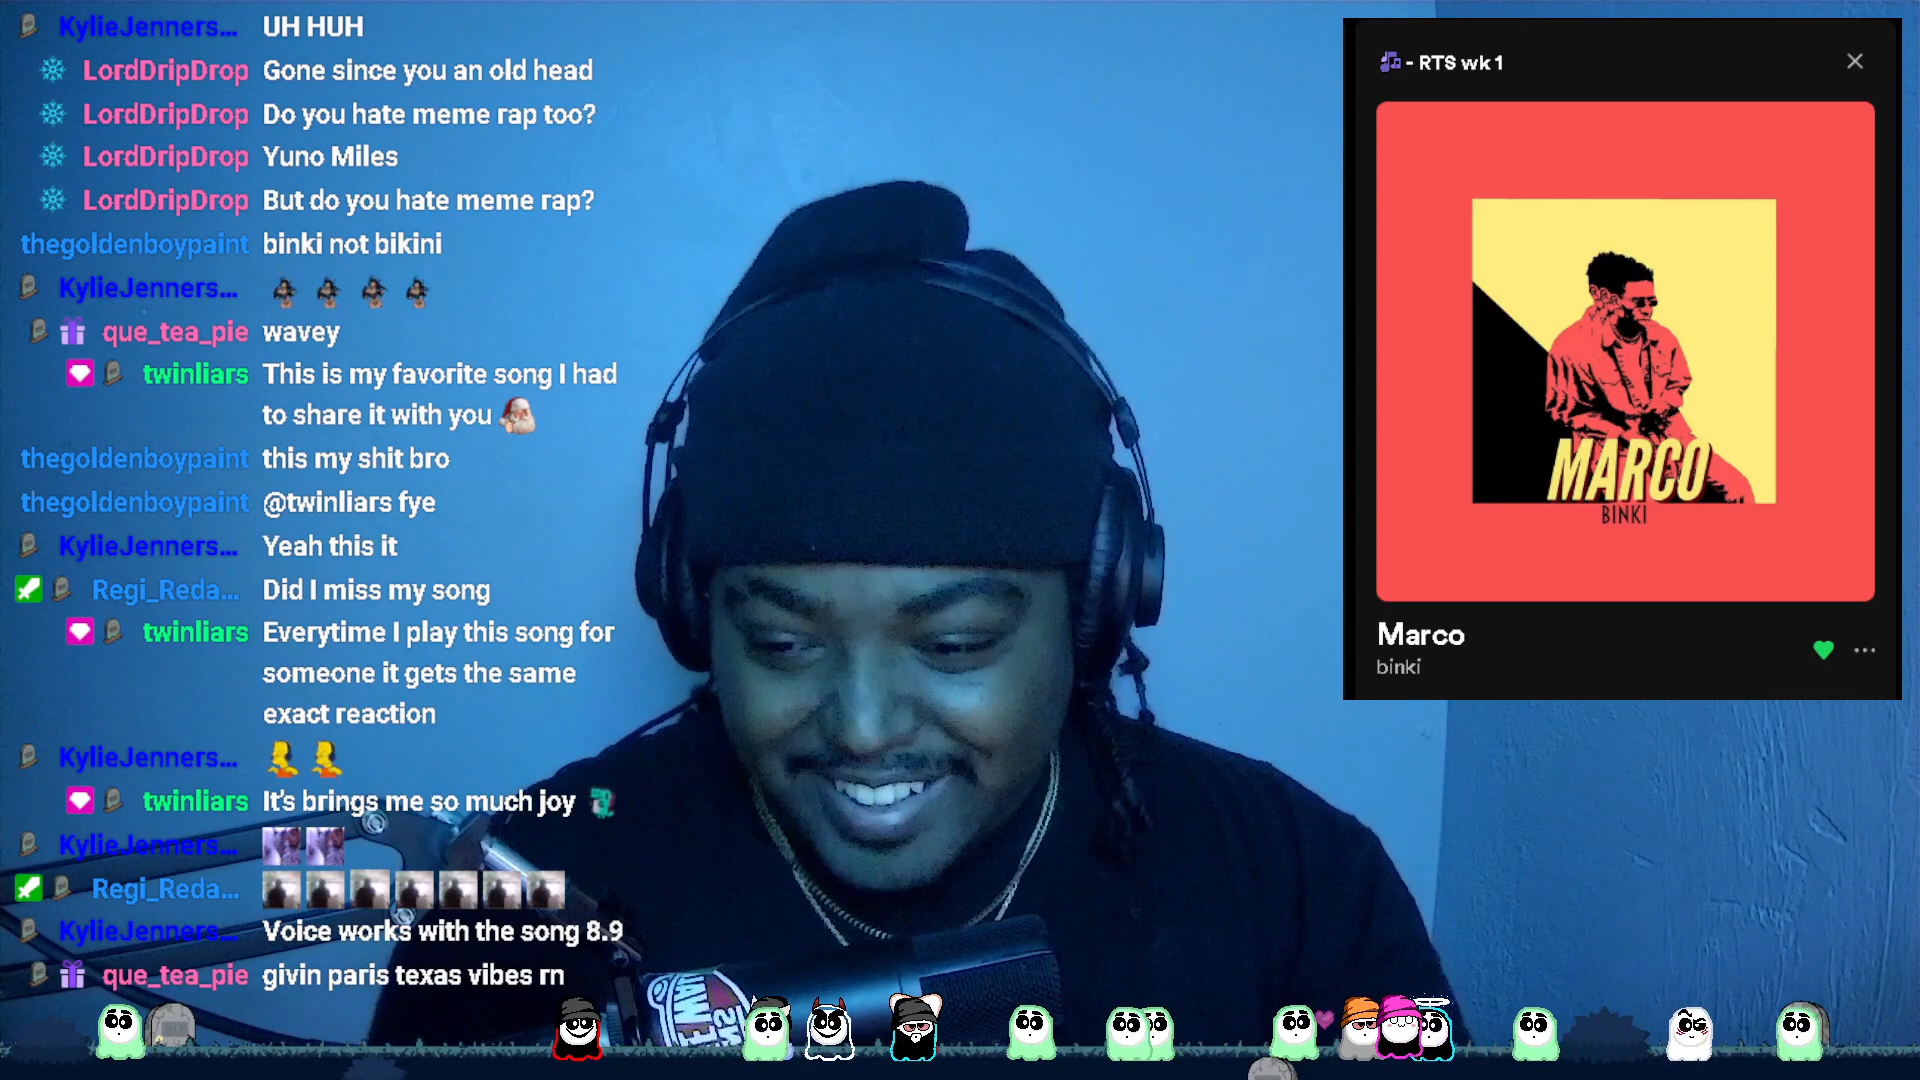 KylieJenners... UH HUH
LordDripDrop Gone since you an old head
LordDripDrop Do you hate meme rap too?
LordDripDrop Yuno Miles
LordDripDrop But do you hate meme rap?
thegoldenboypaint binki not bikini
KylieJenners...
que_tea_pie wavey
twinliars This is my favorite song I had
to share it with you
thegoldenboypaint this my shit bro
thegoldenboypaint @twinliars fye
KylieJenners... Yeah this it
Regi_Reda... Did I miss my song
twinliars Everytime I play this song for
someone it gets the same
exact reaction
KylieJenners...
twinliars It's brings me so much joy
KylieJenners...
Regi_Reda...
KylieJenners... Voice works with the song 8.9
que_tea_pie givin paris texas vibes rn
- RTS wk 1
MARCO
BINKI
Marco
binki